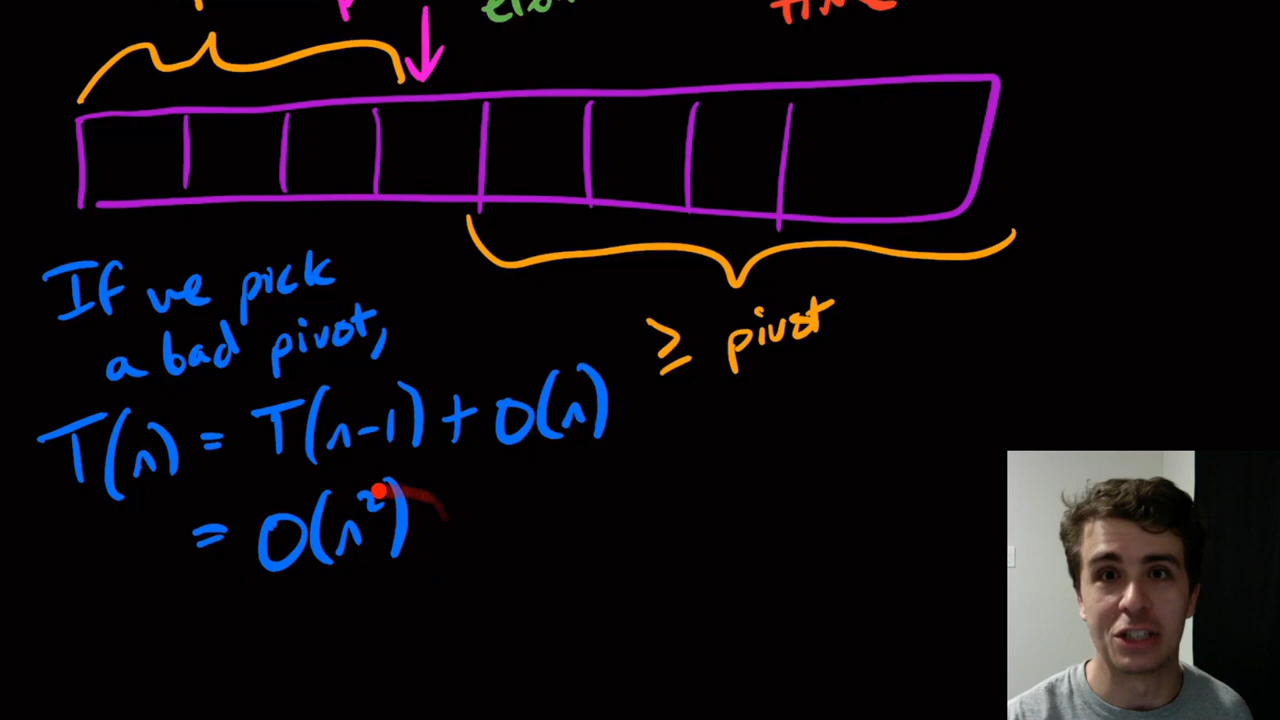 If we pick
a bad pivot,
≥ pivot
T(n) = T(n-1) + O(n)
= O(n²)